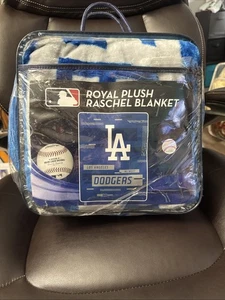 ROYAL PLUSH
RASCHEL BLANKET
LA
LOS ANGELES
DODGERS